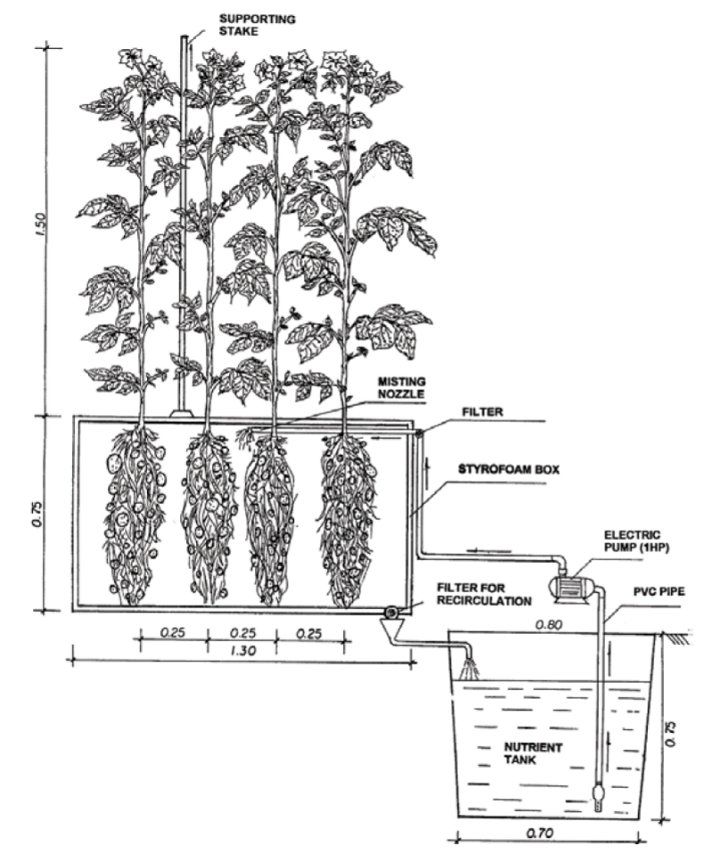 SUPPORTING
STAKE
1.50
MISTING
NOZZLE
FILTER
STYROFOAM BOX
0.75
ELECTRIC
PUMP (1HP)
FILTER FOR
RECIRCULATION
PVC PIPE
0.25
0.25
0.25
0.80
1.30
0.75
NUTRIENT
TANK
0.70